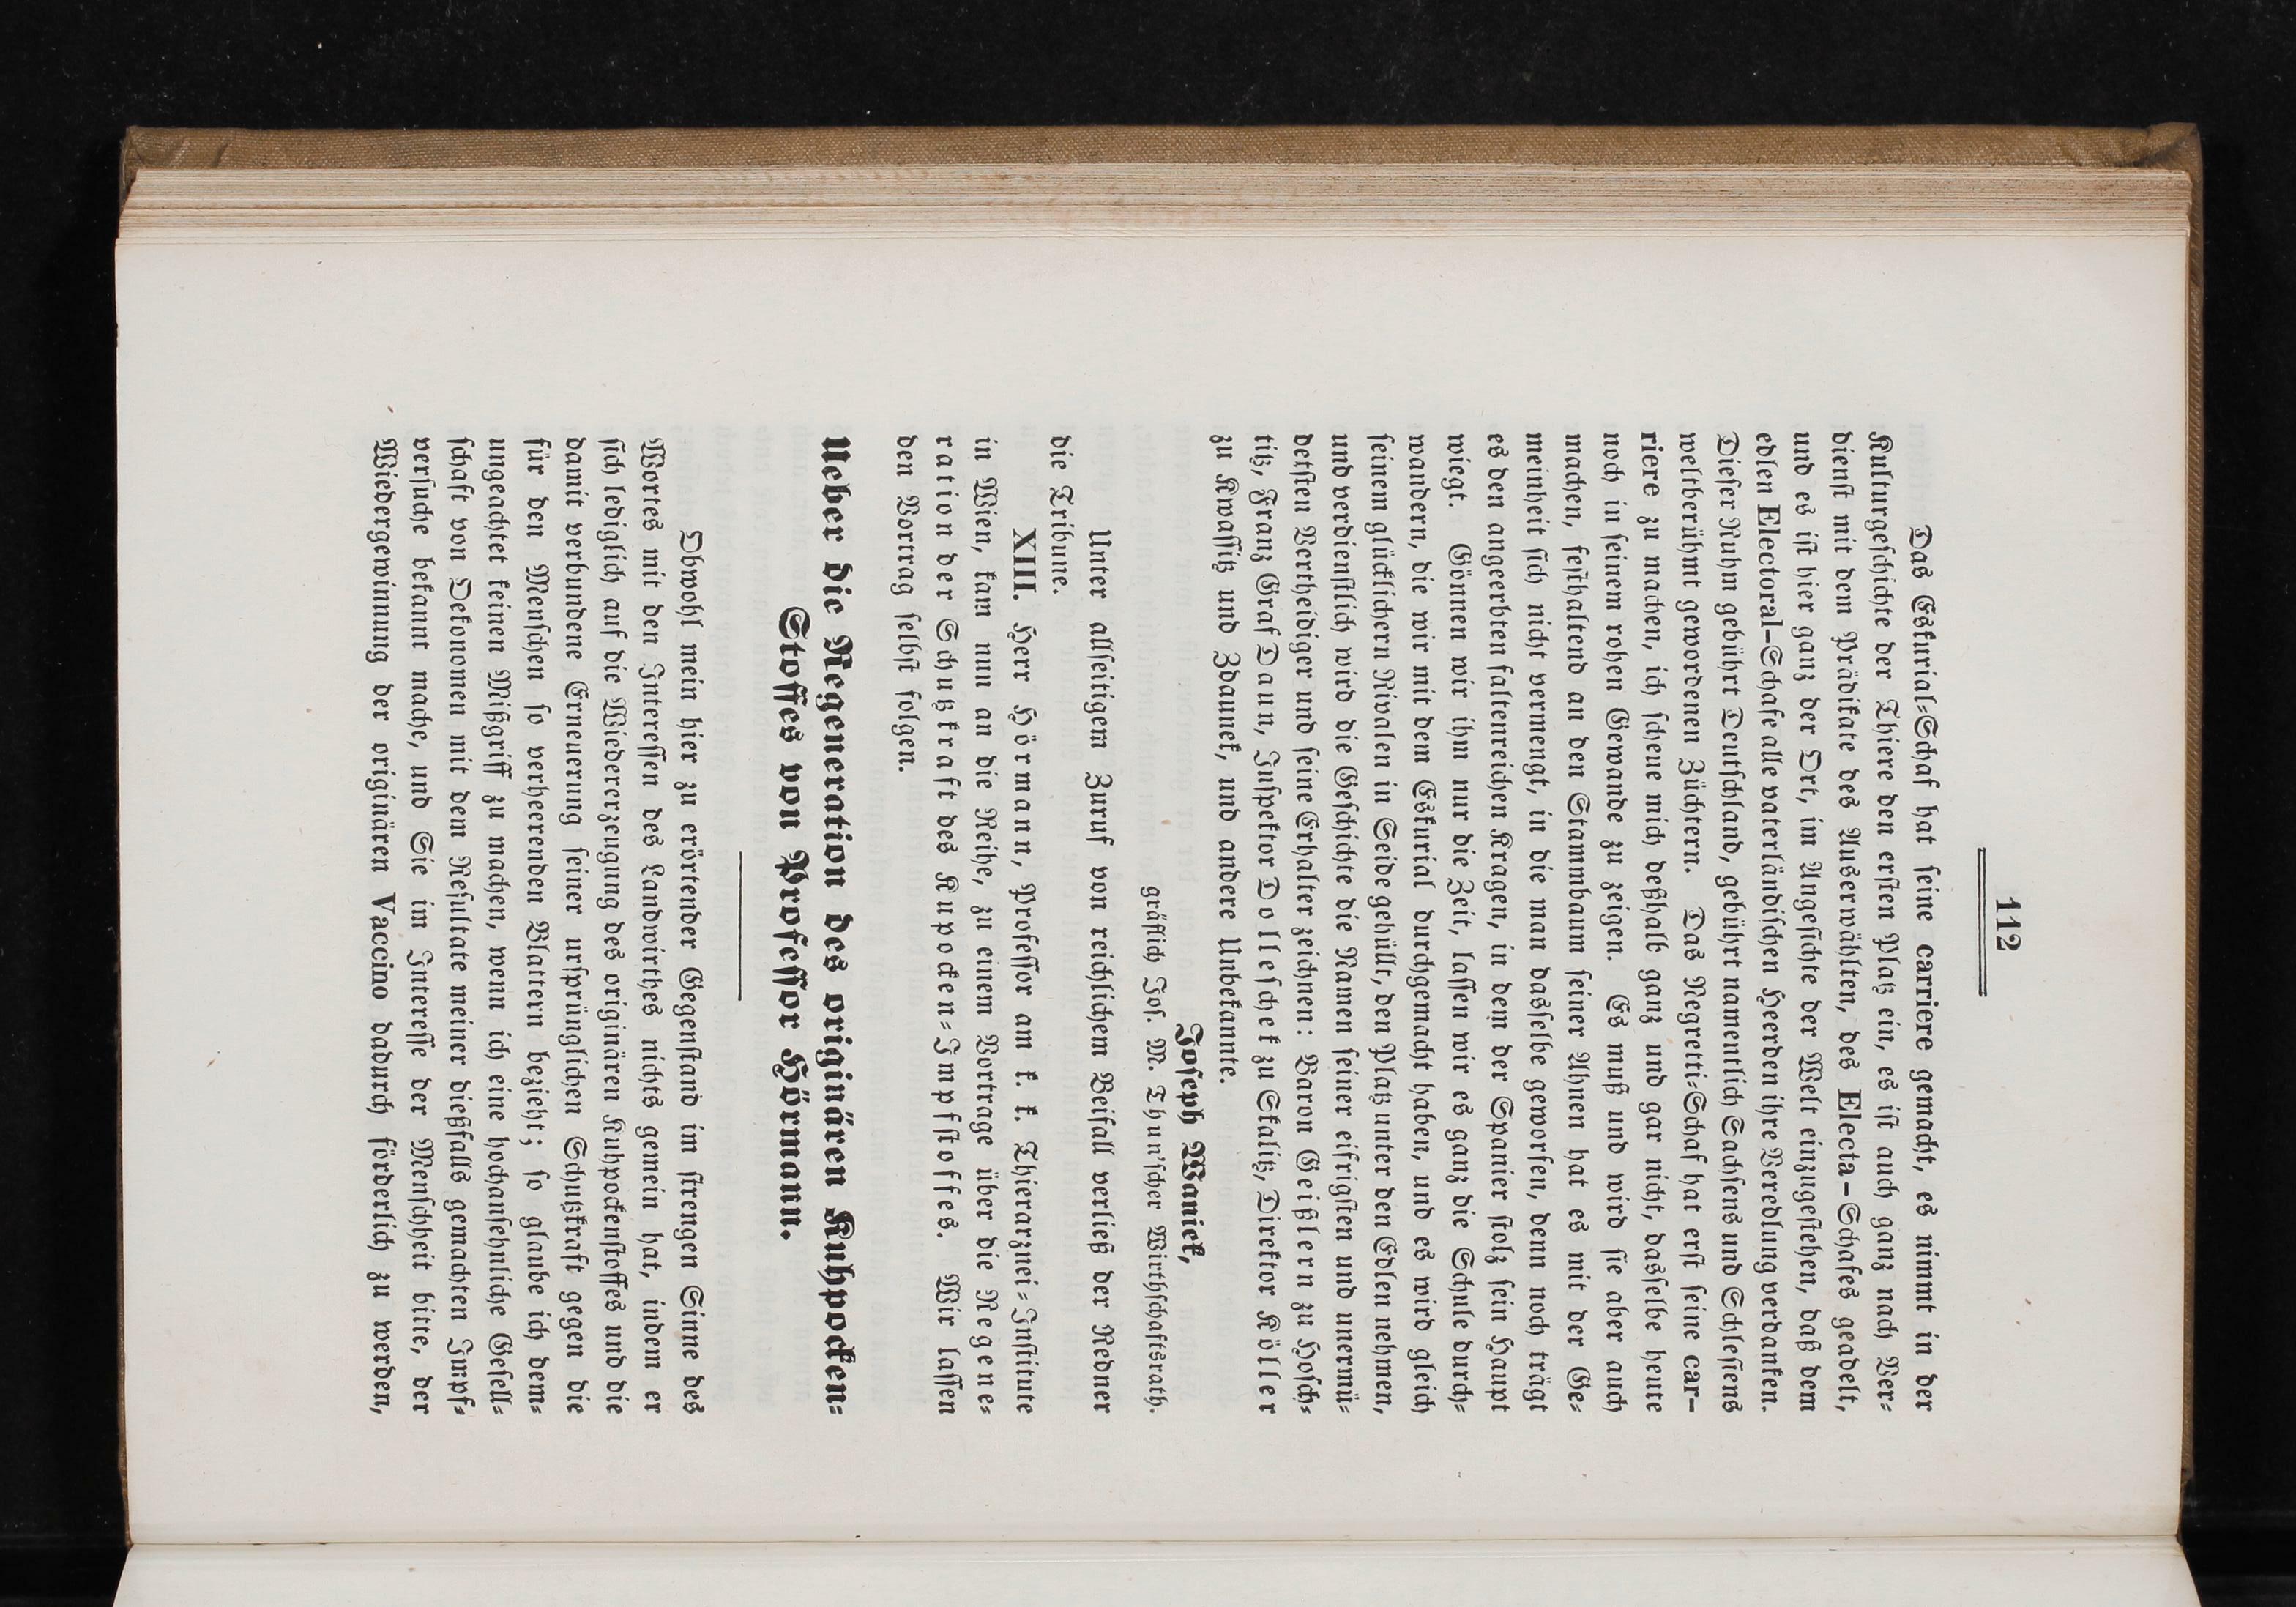 112
Das Eskurial=Schaf hat ſeine carriere gemacht, es nimmt in der
Kulturgeſchichte der Thiere den erſten Platz ein, es iſt auch ganz nach Ver=
dienſt mit dem Prädikate des Auserwählten, des Electa-Schafes geadelt,
und es iſt hier ganz der Ort, im Angeſichte der Welt einzugeſtehen, daß dem
edlen Electoral-Schafe alle vaterländiſchen Heerden ihre Veredlung verdanken.
Dieſer Ruhm gebührt Deutſchland, gebührt namentlich Sachſens und Schleſiens
weltberühmt gewordenen Züchtern. Das Negretti=Schaf hat erſt ſeine car-
riere zu machen, ich ſcheue mich deßhalb ganz und gar nicht, dasſelbe heute
noch in ſeinem rohen Gewande zu zeigen. Es muß und wird ſie aber auch
machen, feſthaltend an den Stammbaum ſeiner Ahnen hat es mit der Ge=
meinheit ſich nicht vermengt, in die man dasſelbe geworfen, denn noch trägt
es den angeerbten faltenreichen Kragen, in dem der Spanier ſtolz ſein Haupt
wiegt. Gönnen wir ihm nur die Zeit, laſſen wir es ganz die Schule durch=
wandern, die wir mit dem Eskurial durchgemacht haben, und es wird gleich
ſeinem glücklichern Rivalen in Seide gehüllt, den Platz unter den Edlen nehmen,
und verdienſtlich wird die Geſchichte die Namen ſeiner eifrigſten und unermü=
detſten Vertheidiger und ſeine Erhalter zeichnen: Baron Geißlern zu Hoſch=
titz, Franz Graf Daun, Inſpektor Dolleſchek zu Skalitz, Direktor Köller
zu Kwaſſitz und Zdaunek, und andere Unbekannte.
Joſeph Waniek,
gräflich Joſ. M. Thun'ſcher Wirthſchaftsrath.
Unter allſeitigem Zuruf von reichlichem Beifall verließ der Redner
die Tribune.
XIII. Herr Hörmann, Profeſſor am k. k. Thierarznei=Inſtitute
in Wien, kam nun an die Reihe, zu einem Vortrage über die Regene=
ration der Schutzkraft des Kupocken=Impfſtoffes. Wir laſſen
den Vortrag ſelbſt folgen.
Ueber die Regeneration des originären Kuhpocken=
Stoffes von Profeſſor Hörmann.
Obwohl mein hier zu erörtender Gegenſtand im ſtrengen Sinne des
Wortes mit den Intereſſen des Landwirthes nichts gemein hat, indem er
ſich lediglich auf die Wiedererzeugung des originären Kuhpockenſtoffes und die
damit verbundene Erneuerung ſeiner urſprünglichen Schutzkraft gegen die
für den Menſchen ſo verheerenden Blattern bezieht; ſo glaube ich dem=
ungeachtet keinen Mißgriff zu machen, wenn ich eine hochanſehnliche Geſell=
ſchaft von Oekonomen mit dem Reſultate meiner dießfalls gemachten Impf=
verſuche bekannt mache, und Sie im Intereſſe der Menſchheit bitte, der
Wiedergewinnung der originären Vaccino dadurch förderlich zu werden,